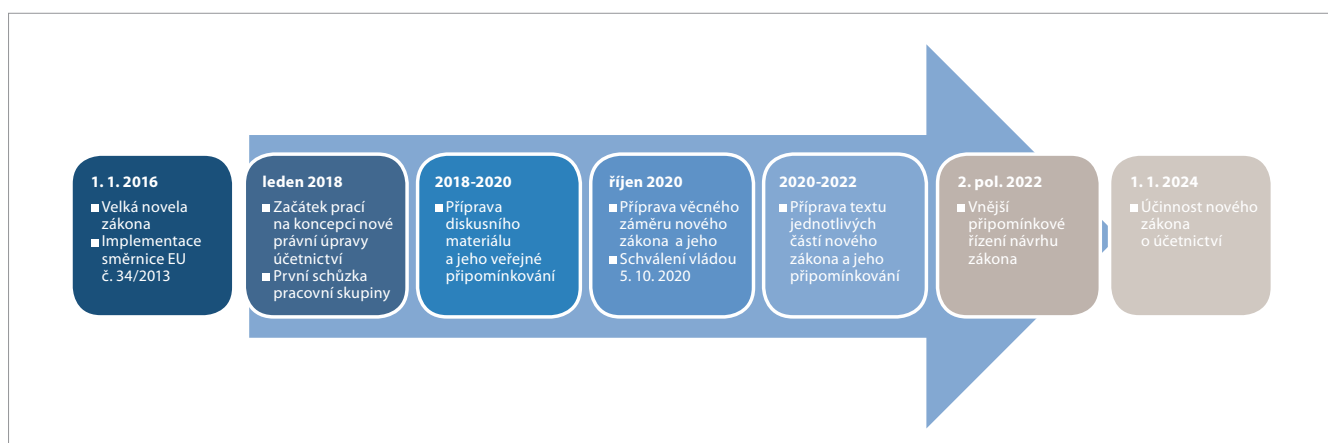 1. 1. 2016
Velká novela
zákona
Implementace
směrnice EU
č. 34/2013
leden 2018
Začátek prací
na koncepci nové
právní úpravy
účetnictví
První schůzka
pracovní skupiny
2018-2020
Příprava
diskusního
materiálu
a jeho veřejné
připomínkování
říjen 2020
Příprava věcného
záměru nového
zákona a jeho
Schválení vládou
5. 10. 2020
2020-2022
Příprava textu
jednotlivých
částí nového
zákona a jeho
připomínkování
2. pol. 2022
Vnější
připomínkové
řízení návrhu
zákona
1. 1. 2024
Účinnost nového
zákona
o účetnictví